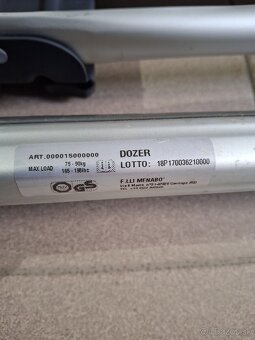 ART.000015000000
DOZER
MAX LOAD
75 - 90kg
165 - 198lbs
LOTTO: 18P170036210000
GS
F.LLI MENABO'